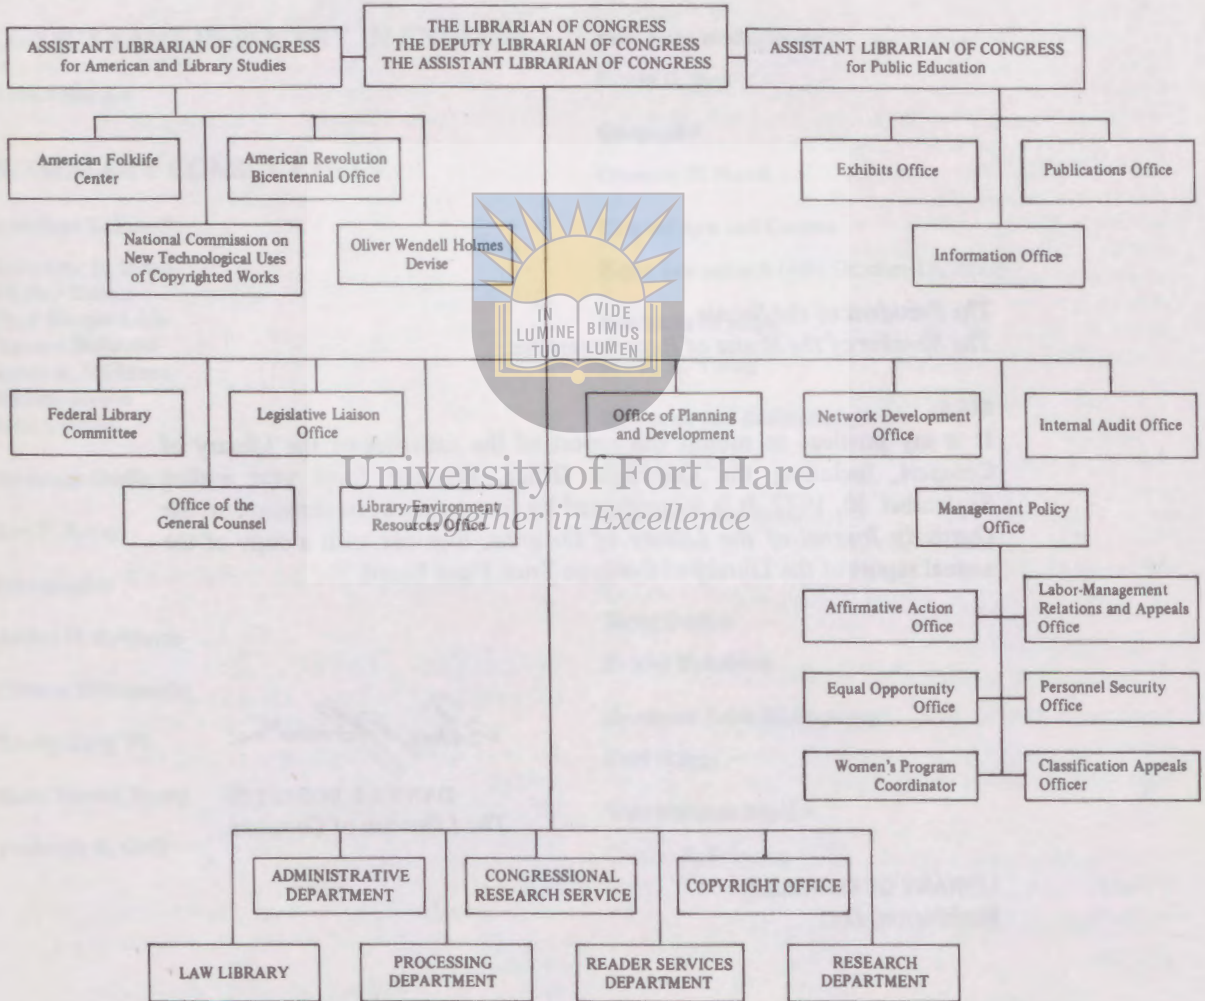 THE LIBRARIAN OF CONGRESS
THE DEPUTY LIBRARIAN OF CONGRESS
THE ASSISTANT LIBRARIAN OF CONGRESS
ASSISTANT LIBRARIAN OF CONGRESS
for American and Library Studies
ASSISTANT LIBRARIAN OF CONGRESS
for Public Education
American Folklife
Center
American Revolution
Bicentennial Office
National Commission on
New Technological Uses
of Copyrighted Works
Oliver Wendell Holmes
Devise
Exhibits Office
Publications Office
Information Office
IN
LUMINE
TUO
VIDE
BIMUS
LUMEN
University of Fort Hare
Together in Excellence
Federal Library
Committee
Legislative Liaison
Office
Office of Planning
and Development
Network Development
Office
Internal Audit Office
Office of the
General Counsel
Library Environment
Resources Office
Management Policy
Office
Affirmative Action
Office
Labor-Management
Relations and Appeals
Office
Equal Opportunity
Office
Personnel Security
Office
Women's Program
Coordinator
Classification Appeals
Officer
ADMINISTRATIVE
DEPARTMENT
CONGRESSIONAL
RESEARCH SERVICE
COPYRIGHT OFFICE
LAW LIBRARY
PROCESSING
DEPARTMENT
READER SERVICES
DEPARTMENT
RESEARCH
DEPARTMENT